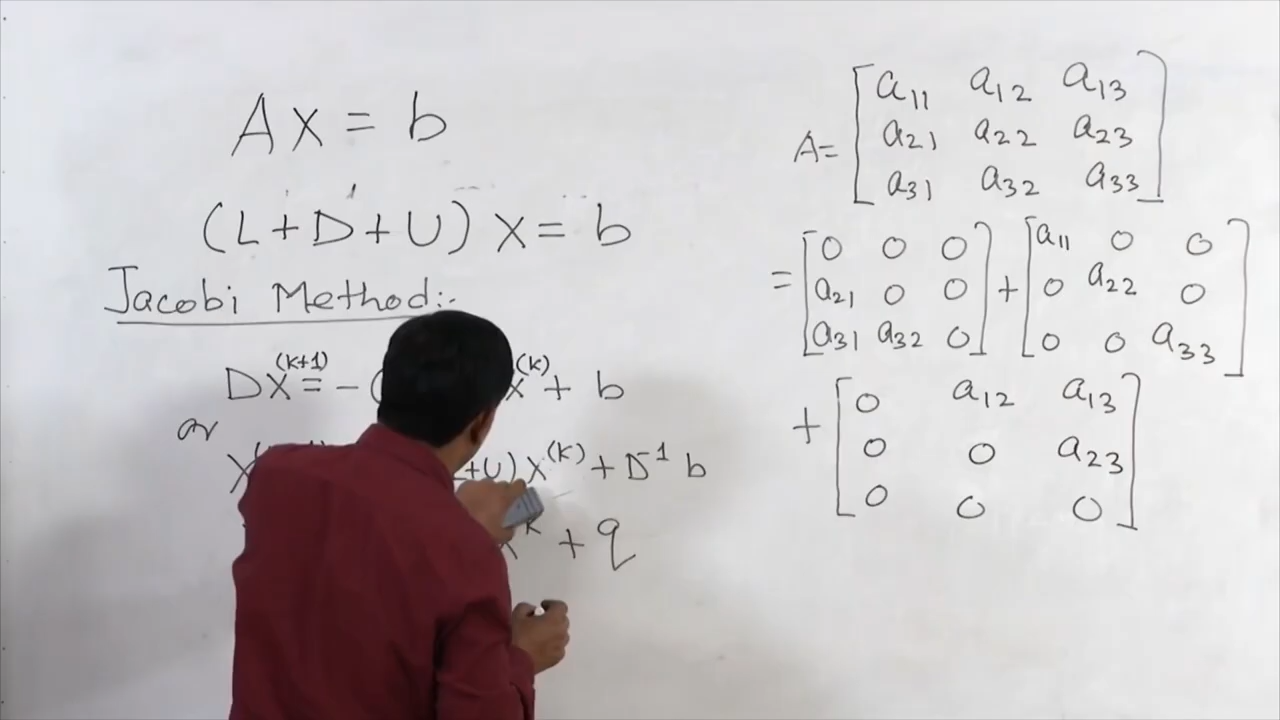 AX = b
(L+D+U) X = b
Jacobi Method:-
DX^(k+1) = - ( X^(k) + b
or
X +U) X^(k) + D^-1 b
X^k + q
A= [a11 a12 a13
a21 a22 a23
a31 a32 a33]
= [0 0 0
a21 0 0
a31 a32 0] + [a11 0 0
0 a22 0
0 0 a33]
+ [0 a12 a13
0 0 a23
0 0 0]